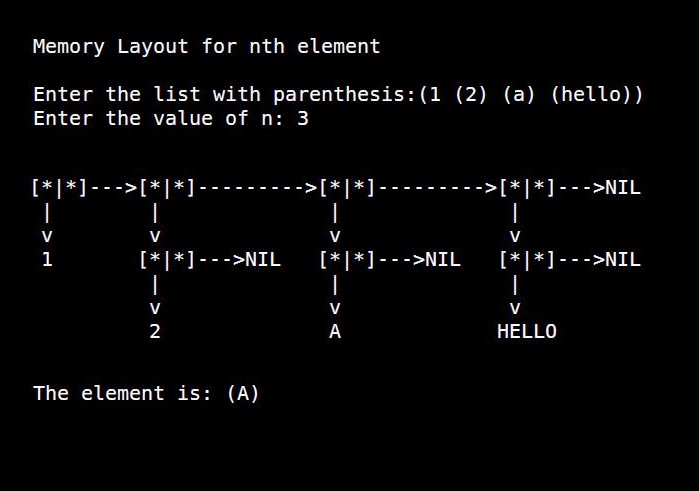 Memory Layout for nth element
Enter the list with parenthesis:(1 (2) (a) (hello))
Enter the value of n: 3
[*|*]--->[*|*]--------->[*|*]--------->[*|*]--->NIL
 |        |              |              |
 v        v              v              v
 1       [*|*]--->NIL   [*|*]--->NIL   [*|*]--->NIL
          |              |              |
          v              v              v
          2              A             HELLO
The element is: (A)